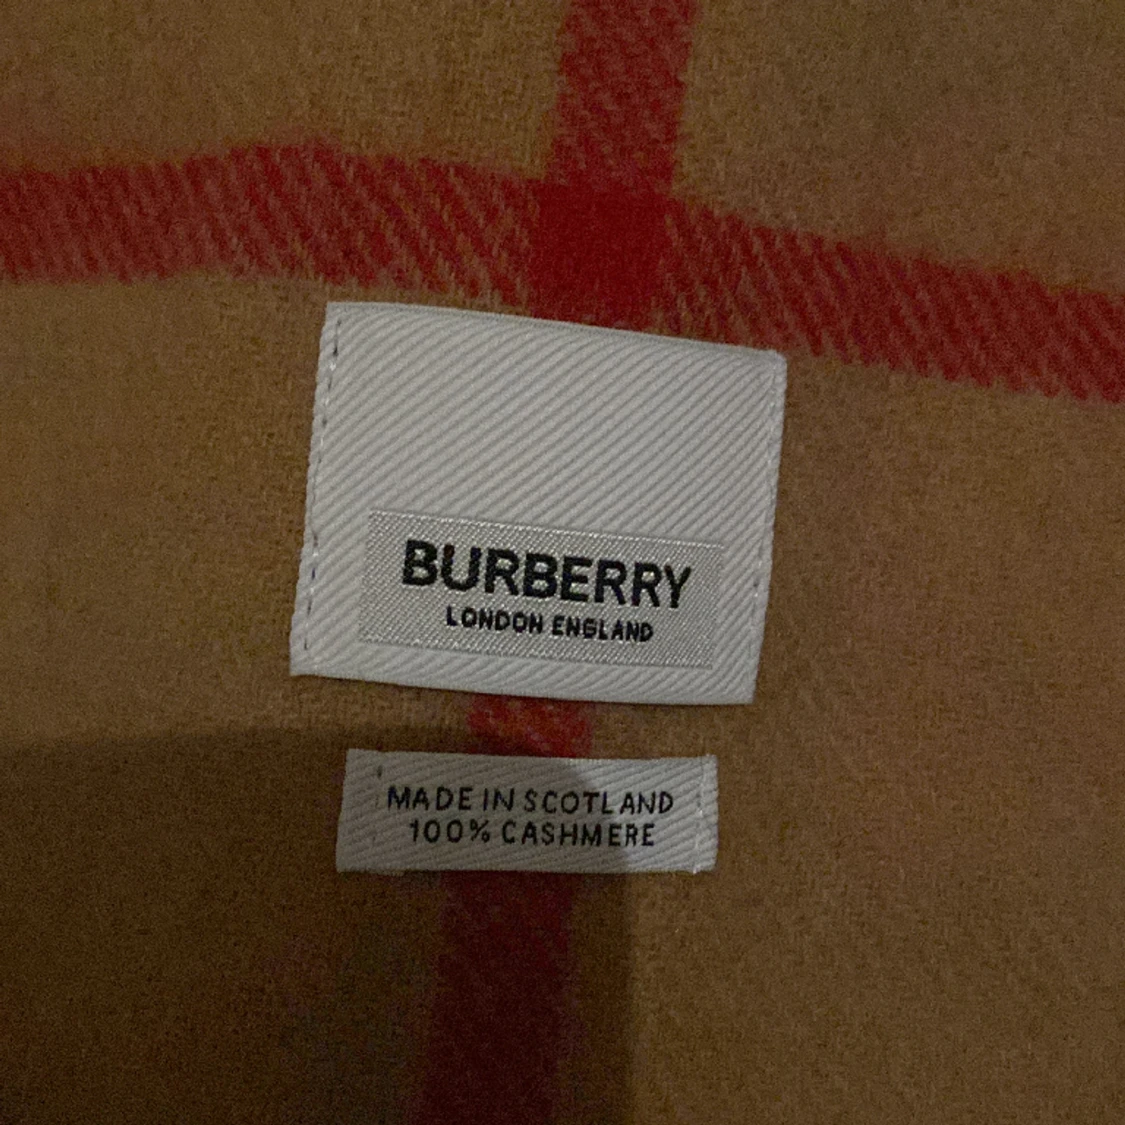 BURBERRY
LONDON ENGLAND
MADE IN SCOTLAND
100% CASHMERE